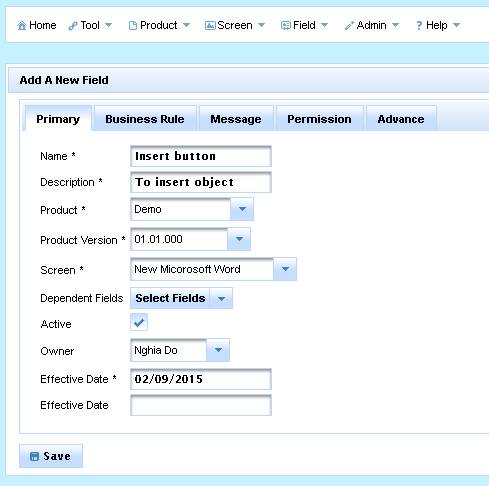 Home Tool Product Screen Field Admin ? Help
Add A New Field
Primary Business Rule Message Permission Advance
Name * Insert button
Description * To insert object
Product * Demo
Product Version * 01.01.000
Screen * New Micorosoft Word
Dependent Fields Select Fields
Active
Owner Nghia Do
Effective Date * 02/09/2015
Effective Date
Save